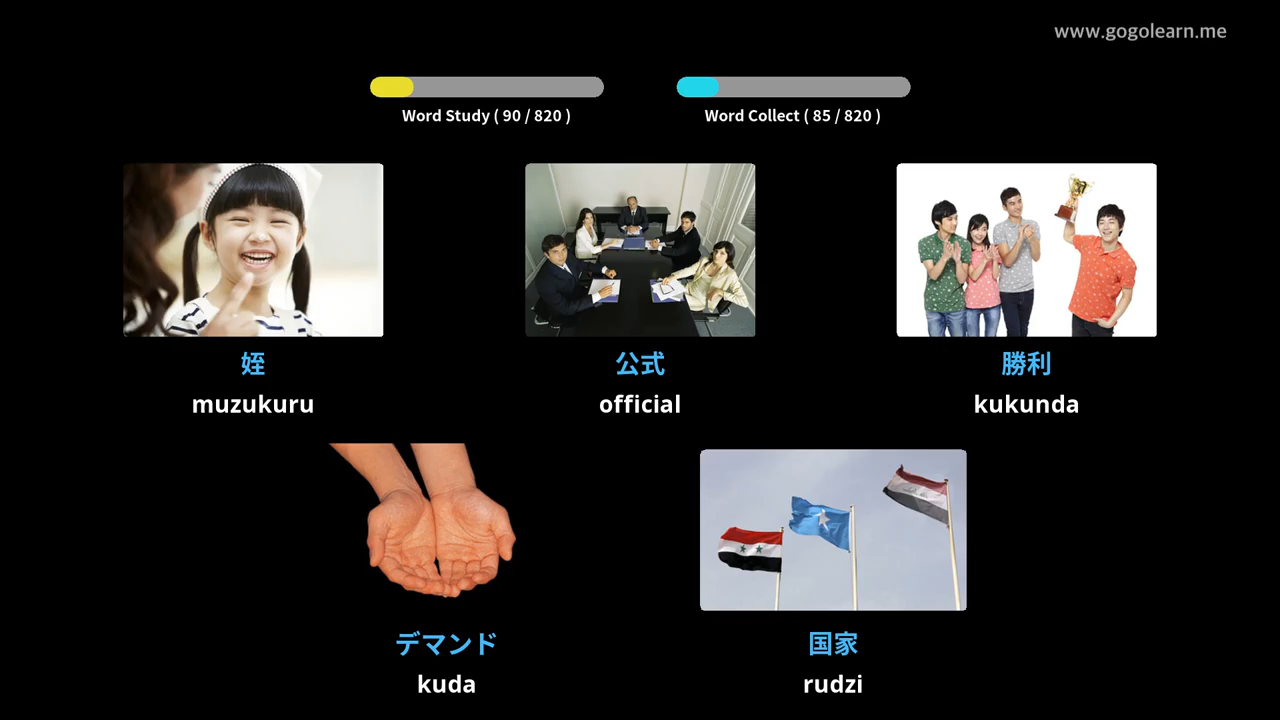 www.gogolearn.me
Word Study ( 90 / 820 )
Word Collect ( 85 / 820 )
姪
muzukuru
公式
official
勝利
kukunda
デマンド
kuda
国家
rudzi